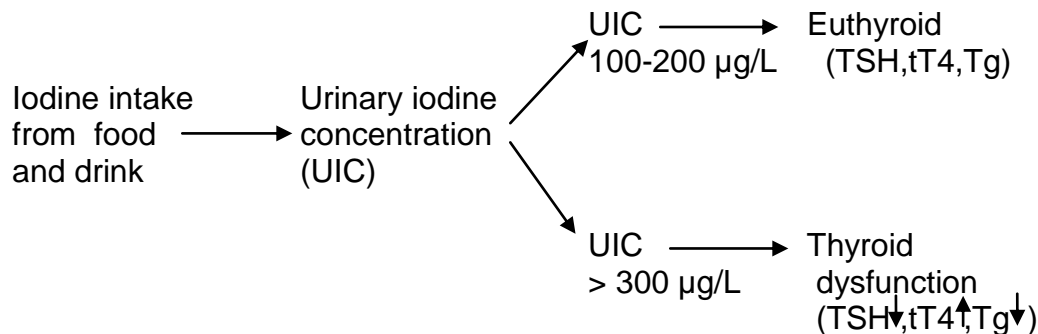 Iodine intake
from food
and drink
Urinary iodine
concentration
(UIC)
UIC
100-200 µg/L
Euthyroid
(TSH,tT4,Tg)
UIC
> 300 µg/L
Thyroid
dysfunction
(TSH↓,tT4↑,Tg↓)